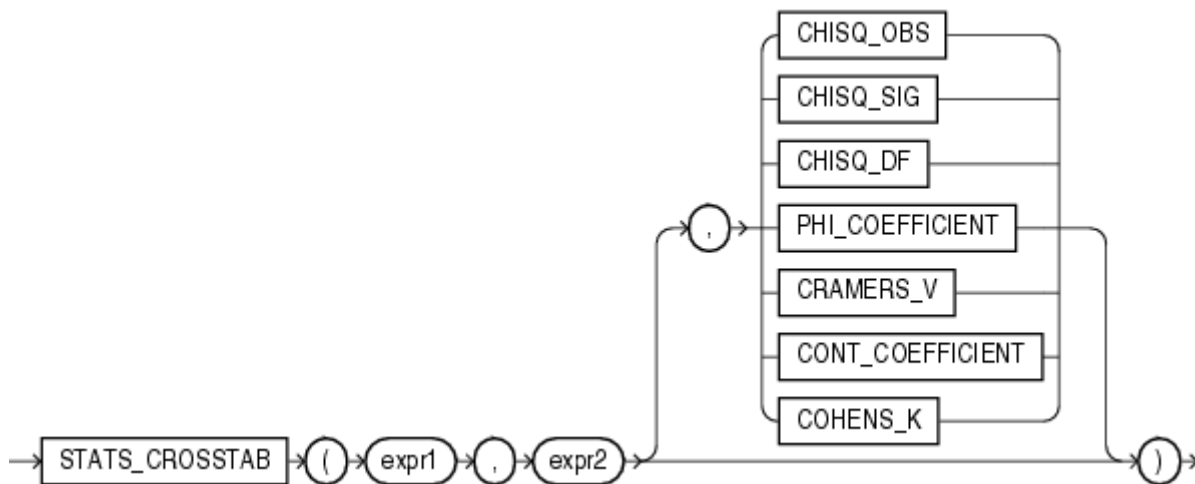 CHISQ_OBS
CHISQ_SIG
CHISQ_DF
, PHI_COEFFICIENT
CRAMERS_V
CONT_COEFFICIENT
COHENS_K
STATS_CROSSTAB ( expr1 , expr2 )